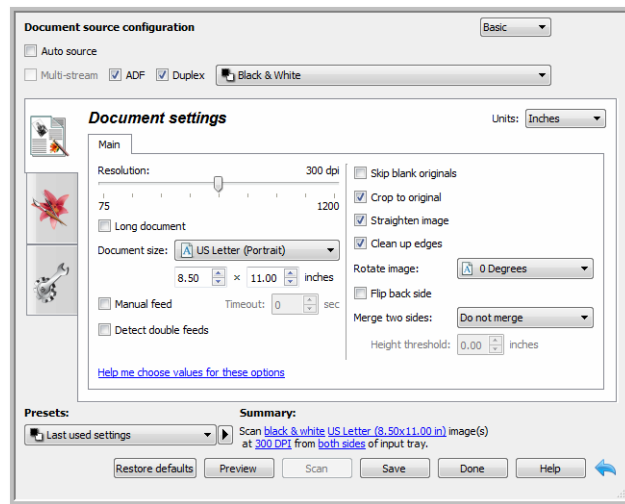 Document source configuration Basic
Auto source
Multi-stream ADF Duplex Black & White
Document settings Units: Inches
Main
Resolution: 300 dpi
75 1200
Long document
Document size: US Letter (Portrait)
8.50 × 11.00 inches
Manual feed Timeout: 0 sec
Detect double feeds
Skip blank originals
Crop to original
Straighten image
Clean up edges
Rotate image: 0 Degrees
Flip back side
Merge two sides: Do not merge
Height threshold: 0.00 inches
Help me choose values for these options
Presets:
Last used settings
Summary:
Scan black & white US Letter (8.50x11.00 in) image(s)
at 300 DPI from both sides of input tray.
Restore defaults Preview Scan Save Done Help